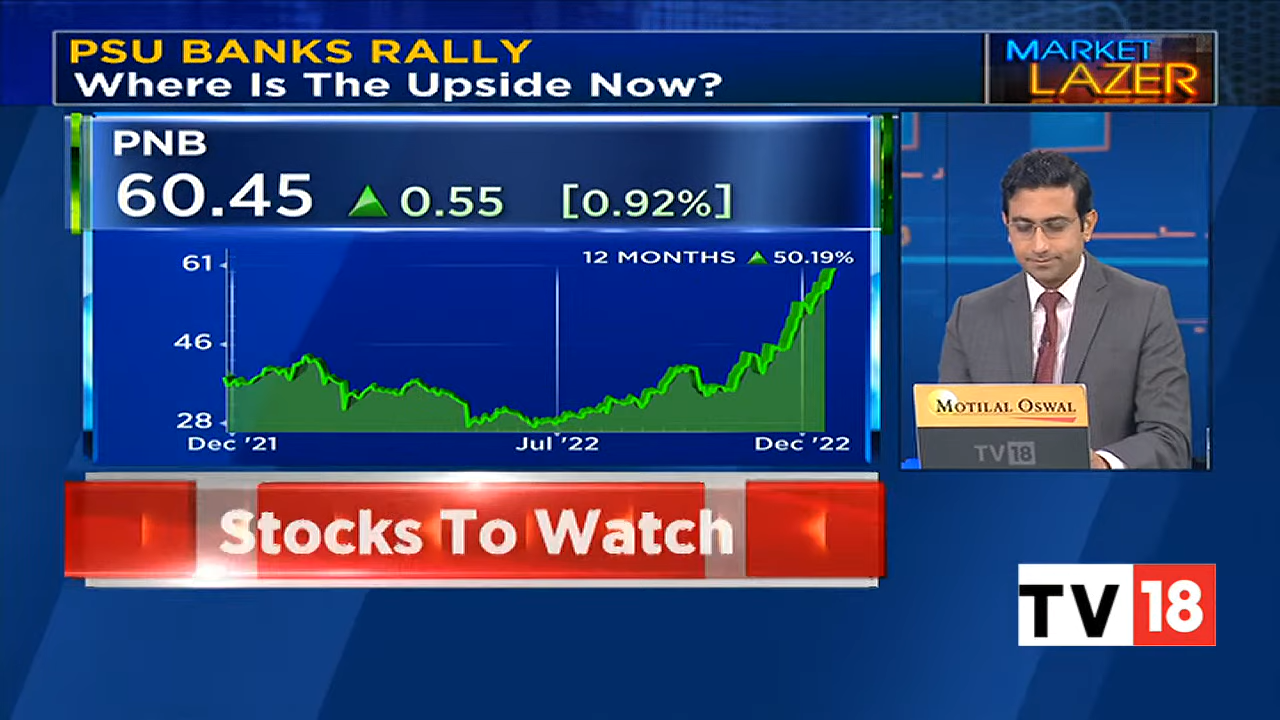 PSU BANKS RALLY
Where Is The Upside Now?
MARKET
LAZER
PNB
60.45 ▲ 0.55 [0.92%]
12 MONTHS ▲ 50.19%
61
46
28
Dec '21 Jul '22 Dec '22
MOTILAL OSWAL
TV18
Stocks To Watch
TV18